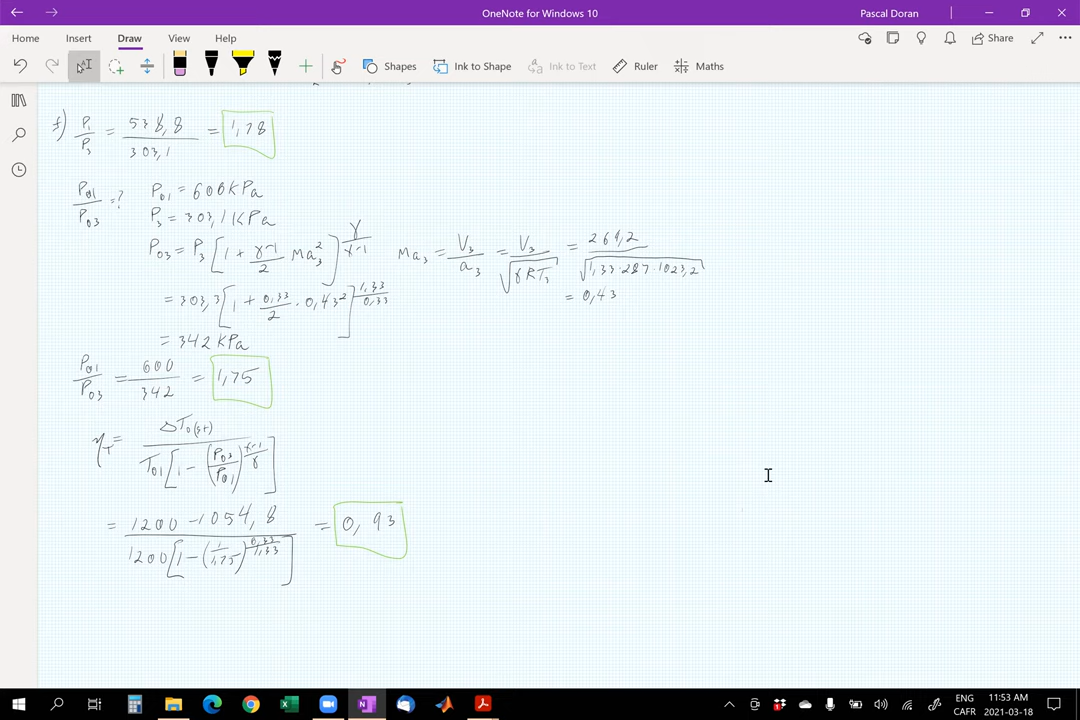 OneNote for Windows 10
Pascal Doran
Home Insert Draw View Help
Share
Shapes
Ink to Shape
Ink to Text
Ruler
Maths
f) P1/P3 = 538,8/303,1 = 1,78
P01/P03 = ? P01 = 600 KPa
P3 = 303,1 KPa
P03 = P3 [1 + γ-1/2 Ma3²]^γ/γ-1 Ma3 = V3/a3 = V3/√γRT3 = 269,2/√1,33·287·1023,2
= 303,3 [1 + 0,33/2 · 0,43²]^1,33/0,33 = 0,43
= 342 KPa
P01/P03 = 600/342 = 1,75
ηT = ΔT0(st)/T01[1 - (P03/P01)^γ-1/γ]
= 1200 - 1054,8/1200[1 - (1/1,75)^0,33/1,33] = 0,93
ENG
CAFR
11:53 AM
2021-03-18